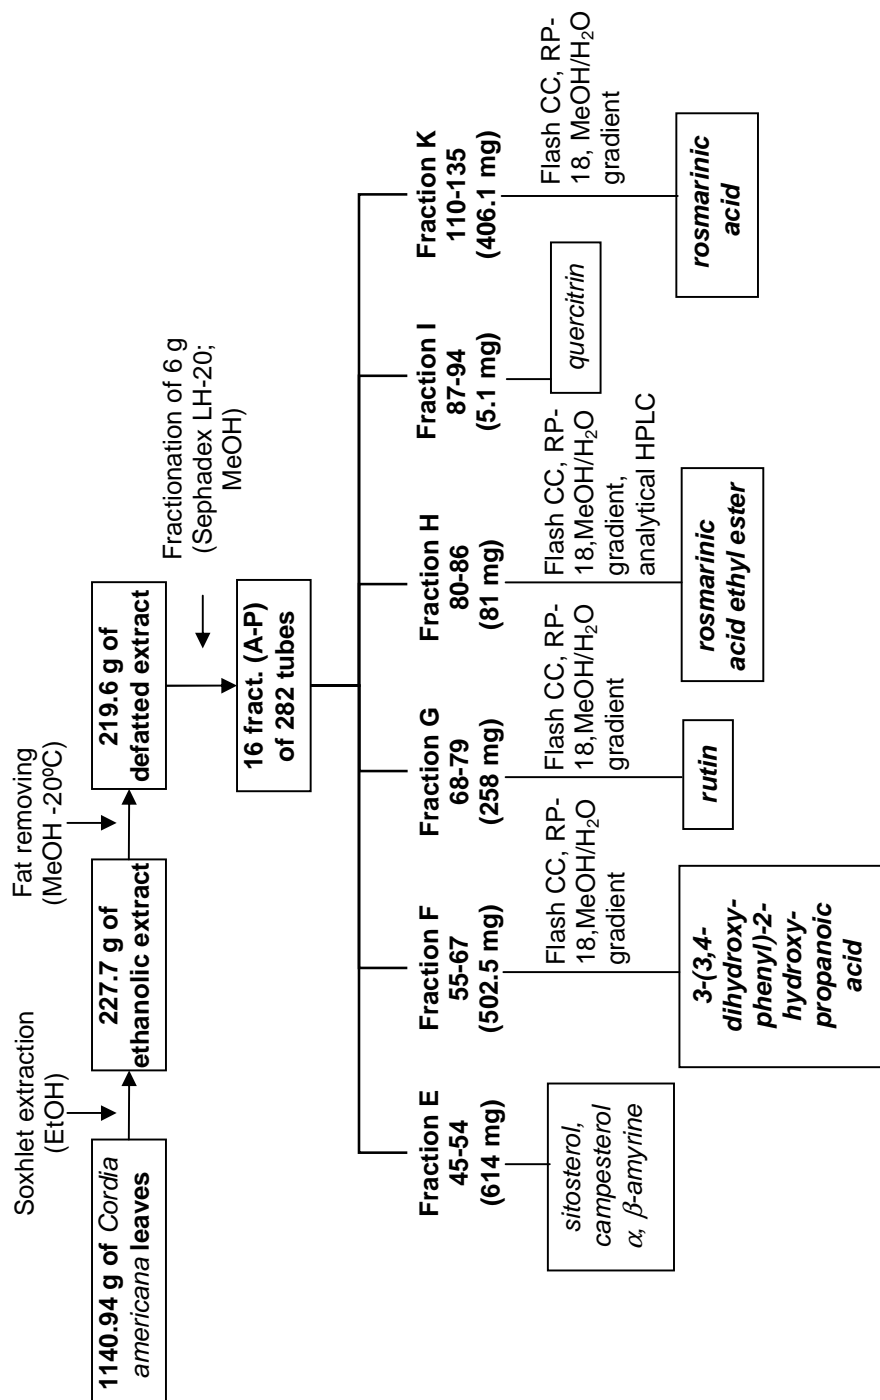 Soxhlet extraction
(EtOH)
Fat removing
(MeOH -20ºC)
1140.94 g of Cordia
americana leaves
227.7 g of
ethanolic extract
219.6 g of
defatted extract
Fractionation of 6 g
(Sephadex LH-20;
MeOH)
16 fract. (A-P)
of 282 tubes
Fraction E
45-54
(614 mg)
sitosterol,
campesterol
α, β-amyrine
Fraction F
55-67
(502.5 mg)
Flash CC, RP-
18,MeOH/H₂O
gradient
3-(3,4-
dihydroxy-
phenyl)-2-
hydroxy-
propanoic
acid
Fraction G
68-79
(258 mg)
Flash CC, RP-
18,MeOH/H₂O
gradient
rutin
Fraction H
80-86
(81 mg)
Flash CC, RP-
18,MeOH/H₂O
gradient,
analytical HPLC
rosmarinic
acid ethyl ester
Fraction I
87-94
(5.1 mg)
quercitrin
Fraction K
110-135
(406.1 mg)
Flash CC, RP-
18, MeOH/H₂O
gradient
rosmarinic
acid